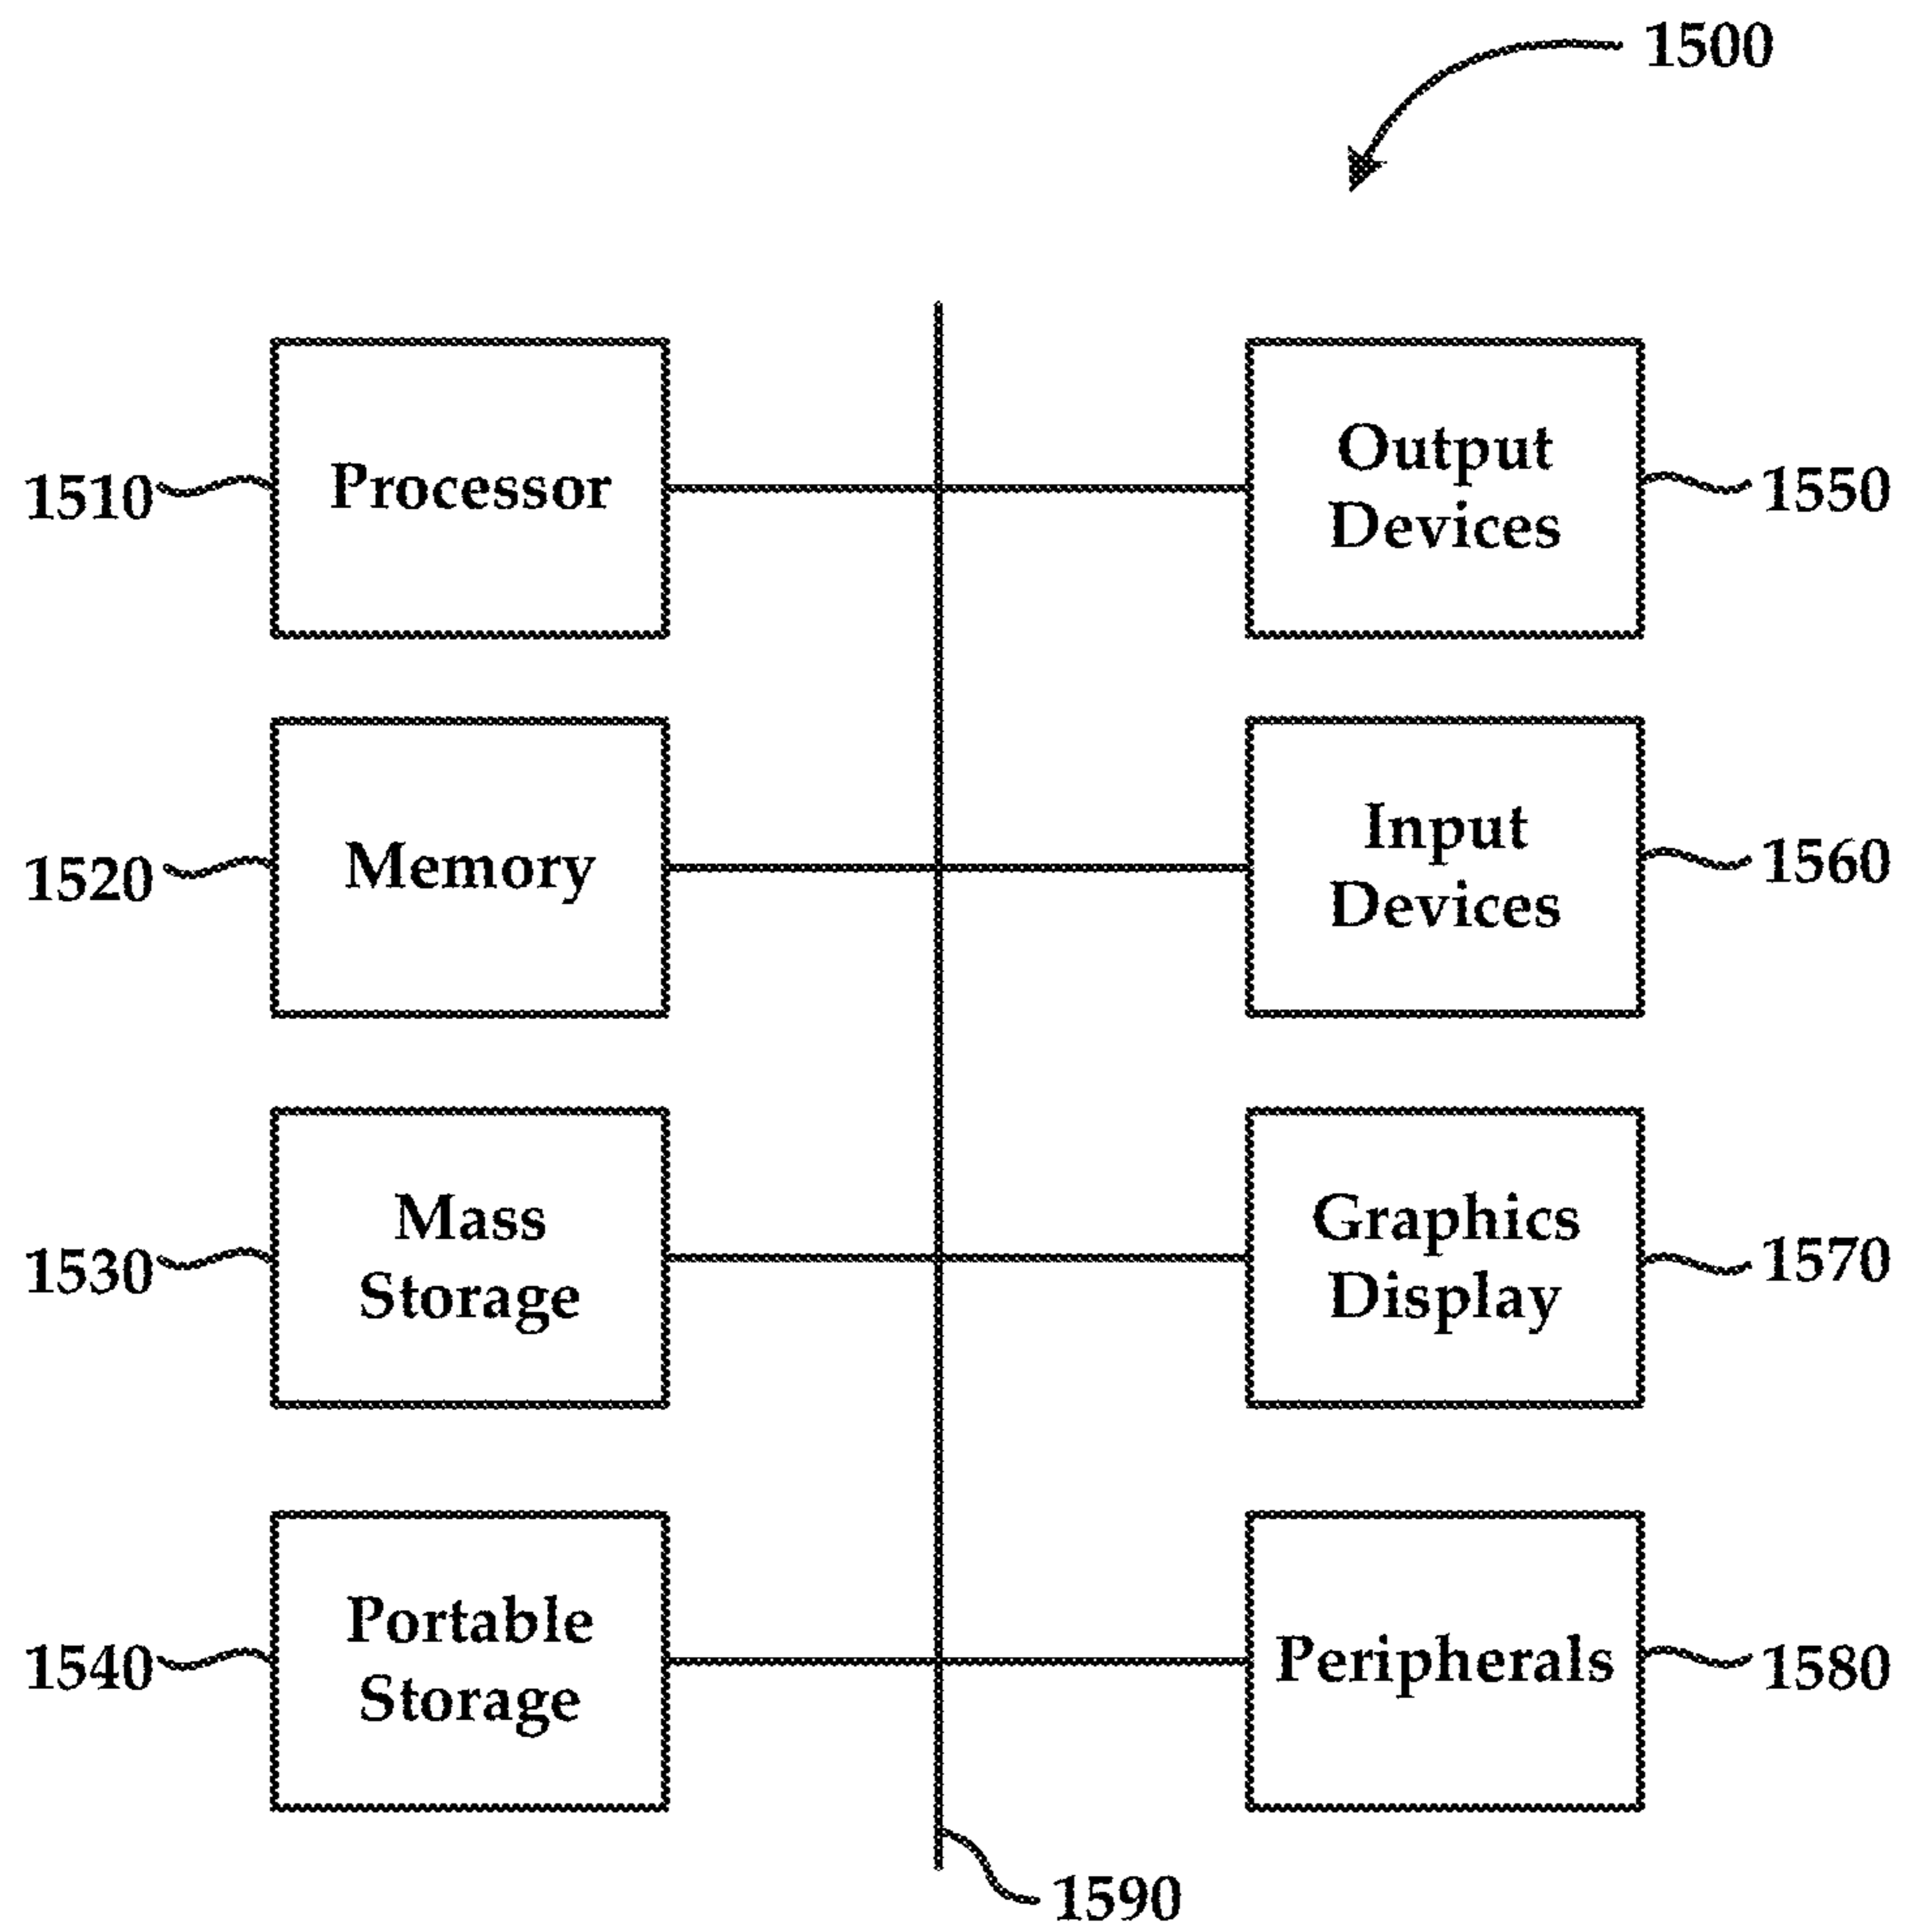 1500
1510
Processor
Output
Devices
1550
1520
Memory
Input
Devices
1560
1530
Mass
Storage
Graphics
Display
1570
1540
Portable
Storage
Peripherals
1580
1590